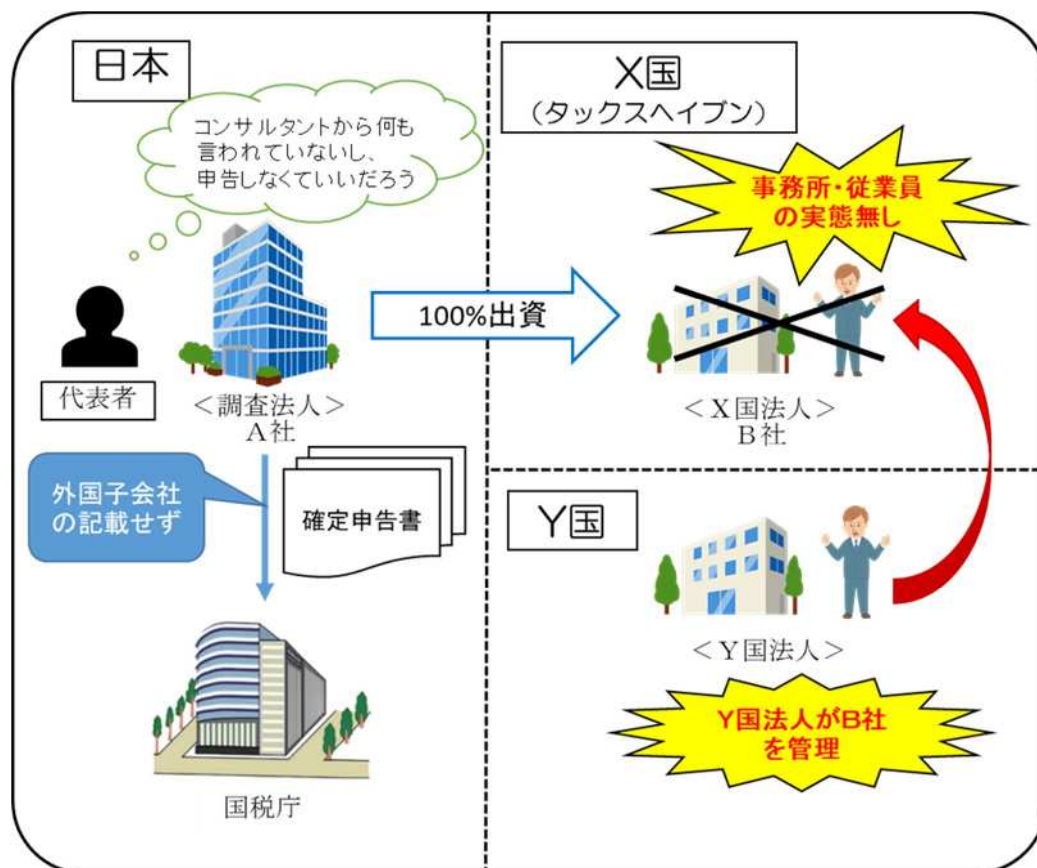 日本
コンサルタントから何も
言われていないし、
申告しなくていいだろう
代表者
＜調査法人＞
Ａ社
外国子会社
の記載せず
確定申告書
国税庁
100%出資
X国
（タックスヘイブン）
事務所・従業員
の実態無し
＜Ｘ国法人＞
Ｂ社
Y国
＜Ｙ国法人＞
Y国法人がB社
を管理